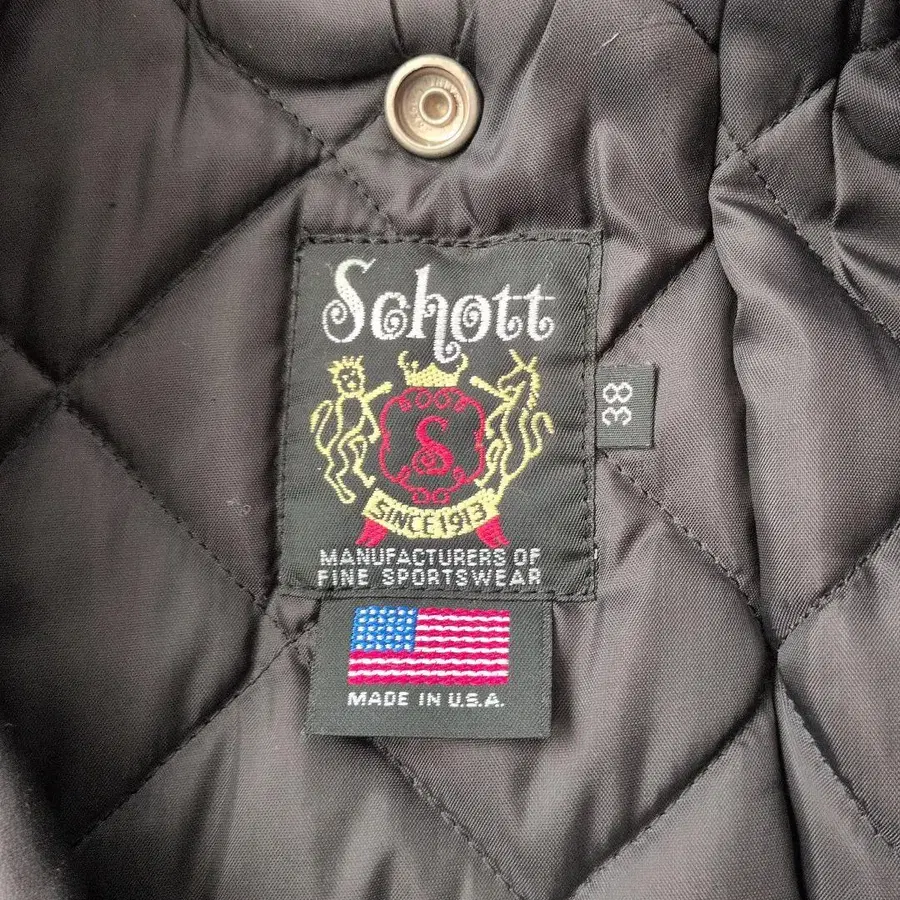 Schott
S
SINCE 1913
MANUFACTURERS OF
FINE SPORTSWEAR
38
MADE IN U.S.A.